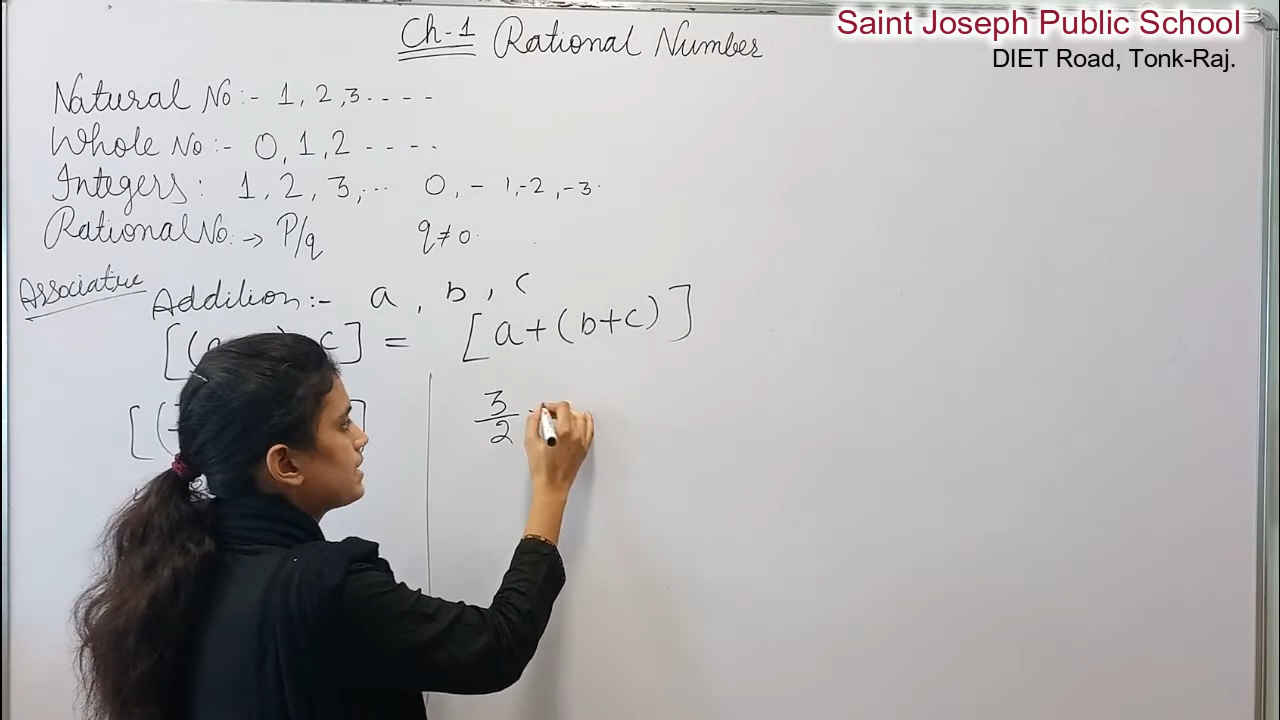 Saint Joseph Public School
DIET Road, Tonk-Raj.
Ch-1 Rational Number
Natural No:- 1, 2, 3 - - - -
Whole No:- 0, 1, 2 - - - -
Integers: 1, 2, 3, ... 0, - 1, -2, -3.
Rational No. → P/q q ≠ 0.
Associative
Addition:- a, b, c
[( c] = [a+(b+c)]
[( ] 3/2